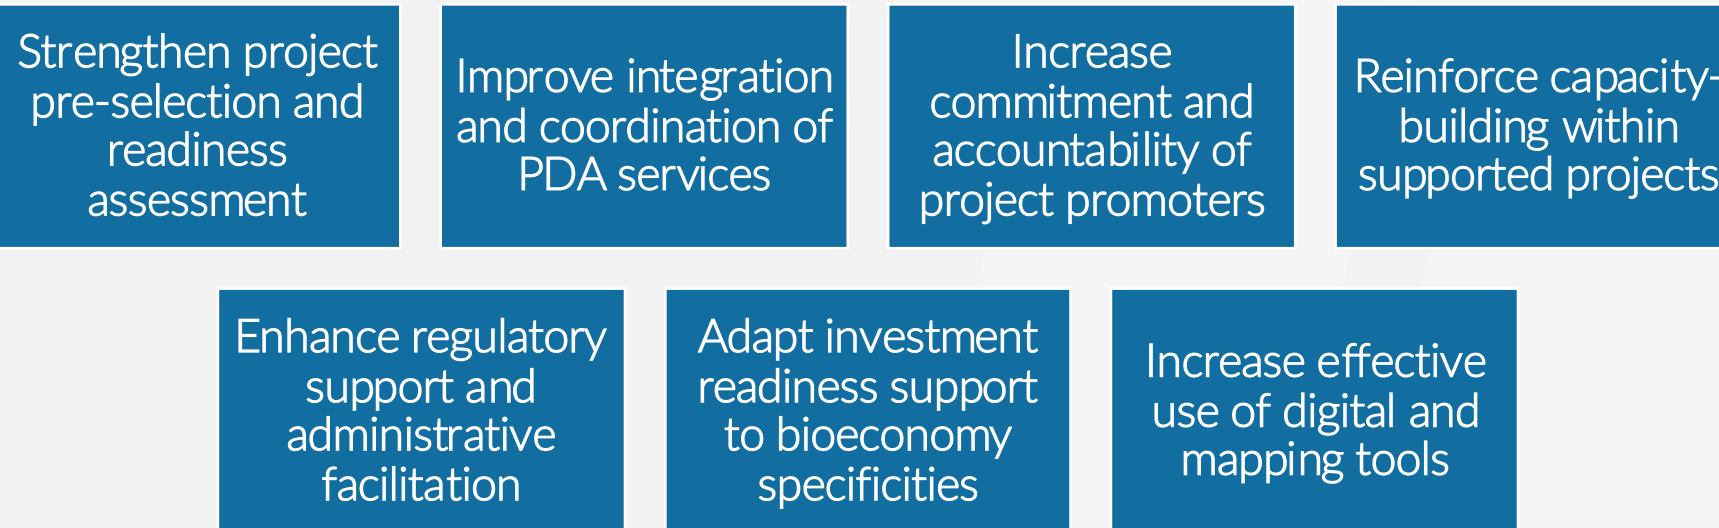 Strengthen project
pre-selection and
readiness
assessment
Improve integration
and coordination of
PDA services
Increase
commitment and
accountability of
project promoters
Reinforce capacity-
building within
supported projects
Enhance regulatory
support and
administrative
facilitation
Adapt investment
readiness support
to bioeconomy
specificities
Increase effective
use of digital and
mapping tools